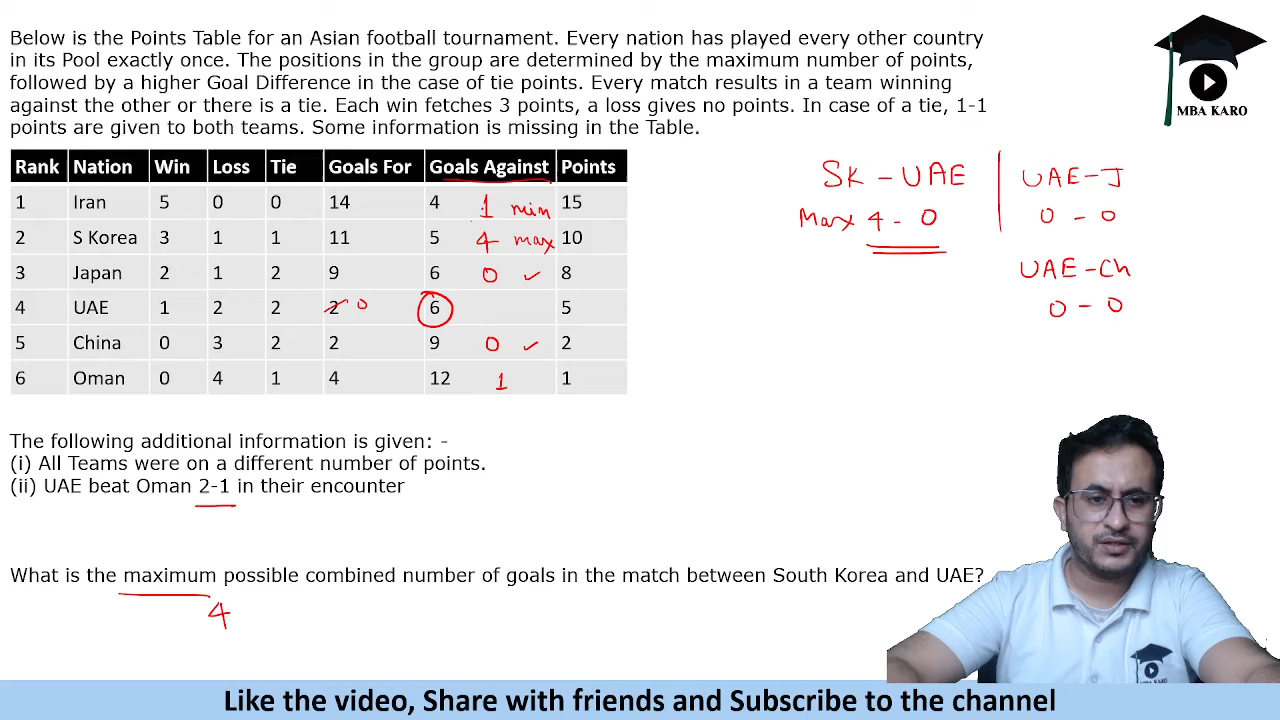 Below is the Points Table for an Asian football tournament. Every nation has played every other country
in its Pool exactly once. The positions in the group are determined by the maximum number of points,
followed by a higher Goal Difference in the case of tie points. Every match results in a team winning
against the other or there is a tie. Each win fetches 3 points, a loss gives no points. In case of a tie, 1-1
points are given to both teams. Some information is missing in the Table.
MBA KARO
Rank Nation Win Loss Tie Goals For Goals Against Points
1 Iran 5 0 0 14 4 1 min 15
2 S Korea 3 1 1 11 5 4 max 10
3 Japan 2 1 2 9 6 0 ✓ 8
4 UAE 1 2 2 2 0 6 5
5 China 0 3 2 2 9 0 ✓ 2
6 Oman 0 4 1 4 12 1 1
SK - UAE
Max 4 - 0
UAE - J
0 - 0
UAE - Ch
0 - 0
The following additional information is given: -
(i) All Teams were on a different number of points.
(ii) UAE beat Oman 2-1 in their encounter
What is the maximum possible combined number of goals in the match between South Korea and UAE?
4
MBA KARO
Like the video, Share with friends and Subscribe to the channel